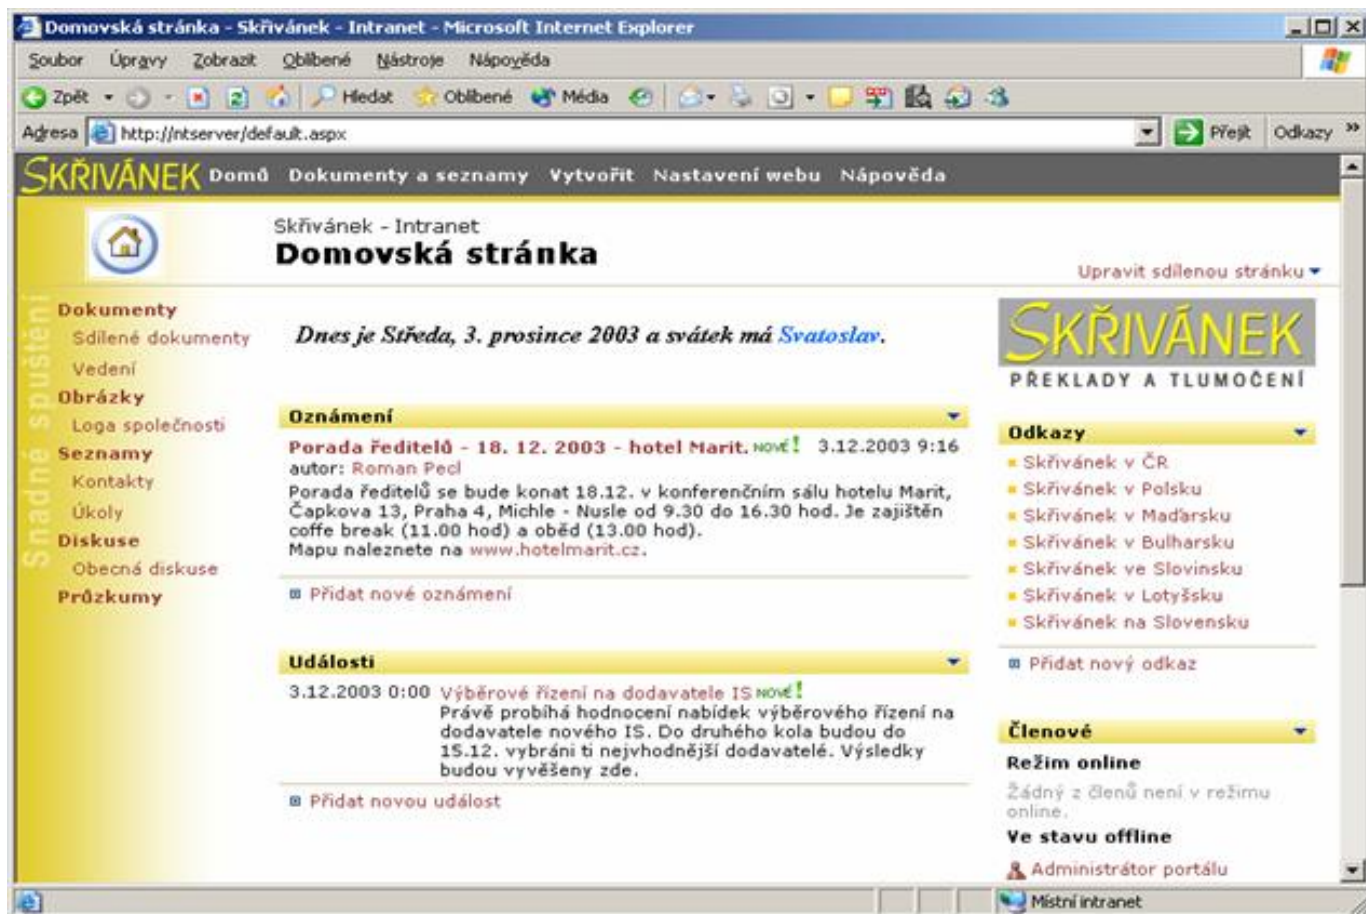 Domovská stránka - Skřivánek - Intranet - Microsoft Internet Explorer
Soubor Úpravy Zobrazit Oblíbené Nástroje Nápověda
Zpět Hledat Oblíbené Média
Adresa http://ntserver/default.aspx Přejít Odkazy »
SKŘIVÁNEK Domů Dokumenty a seznamy Vytvořit Nastavení webu Nápověda
Skřivánek - Intranet
Domovská stránka
Upravit sdílenou stránku
Snadné spuštění
Dokumenty
Sdílené dokumenty
Vedení
Obrázky
Loga společnosti
Seznamy
Kontakty
Úkoly
Diskuse
Obecná diskuse
Průzkumy
Dnes je Středa, 3. prosince 2003 a svátek má Svatoslav.
Oznámení
Porada ředitelů - 18. 12. 2003 - hotel Marit. NOVÉ! 3.12.2003 9:16
autor: Roman Pecl
Porada ředitelů se bude konat 18.12. v konferenčním sálu hotelu Marit,
Čapkova 13, Praha 4, Michle - Nusle od 9.30 do 16.30 hod. Je zajištěn
coffe break (11.00 hod) a oběd (13.00 hod).
Mapu naleznete na www.hotelmarit.cz.
Přidat nové oznámení
Události
3.12.2003 0:00 Výběrové řízení na dodavatele IS NOVÉ!
Právě probíhá hodnocení nabídek výběrového řízení na
dodavatele nového IS. Do druhého kola budou do
15.12. vybráni ti nejvhodnější dodavatelé. Výsledky
budou vyvěšeny zde.
Přidat novou událost
SKŘIVÁNEK
PŘEKLADY A TLUMOČENÍ
Odkazy
Skřivánek v ČR
Skřivánek v Polsku
Skřivánek v Maďarsku
Skřivánek v Bulharsku
Skřivánek ve Slovinsku
Skřivánek v Lotyšsku
Skřivánek na Slovensku
Přidat nový odkaz
Členové
Režim online
Žádný z členů není v režimu
online.
Ve stavu offline
Administrátor portálu
Místní intranet